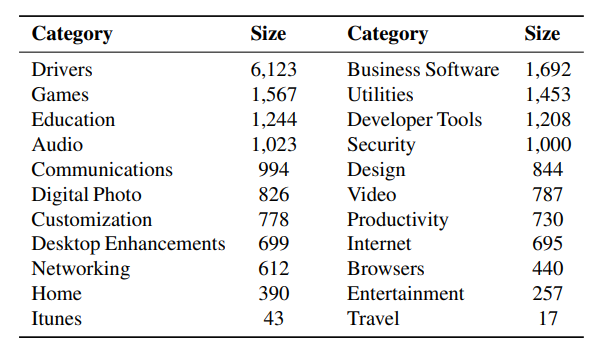 Category Size Category Size
Drivers 6,123 Business Software 1,692
Games 1,567 Utilities 1,453
Education 1,244 Developer Tools 1,208
Audio 1,023 Security 1,000
Communications 994 Design 844
Digital Photo 826 Video 787
Customization 778 Productivity 730
Desktop Enhancements 699 Internet 695
Networking 612 Browsers 440
Home 390 Entertainment 257
Itunes 43 Travel 17